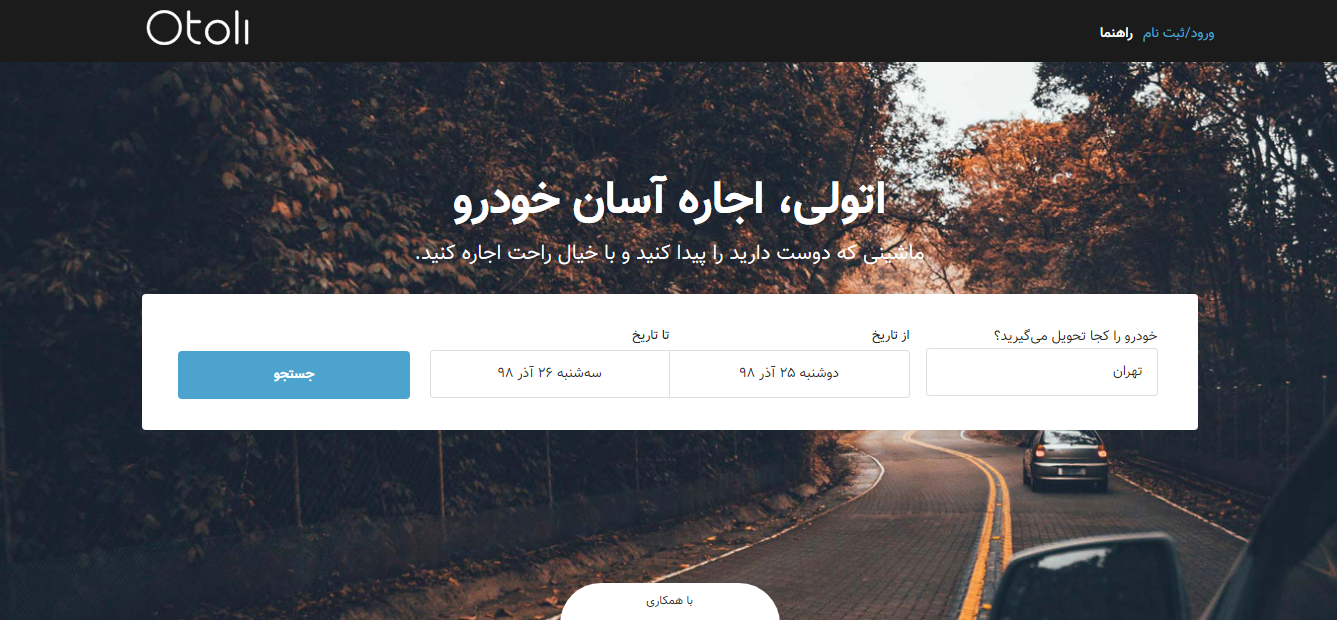 Otoli
ورود/ثبت نام
راهنما
اتولی، اجاره آسان خودرو
ماشینی که دوست دارید را پیدا کنید و با خیال راحت اجاره کنید.
خودرو را کجا تحویل می‌گیرید؟
تهران
از تاریخ
دوشنبه ۲۵ آذر ۹۸
تا تاریخ
سه‌شنبه ۲۶ آذر ۹۸
جستجو
با همکاری